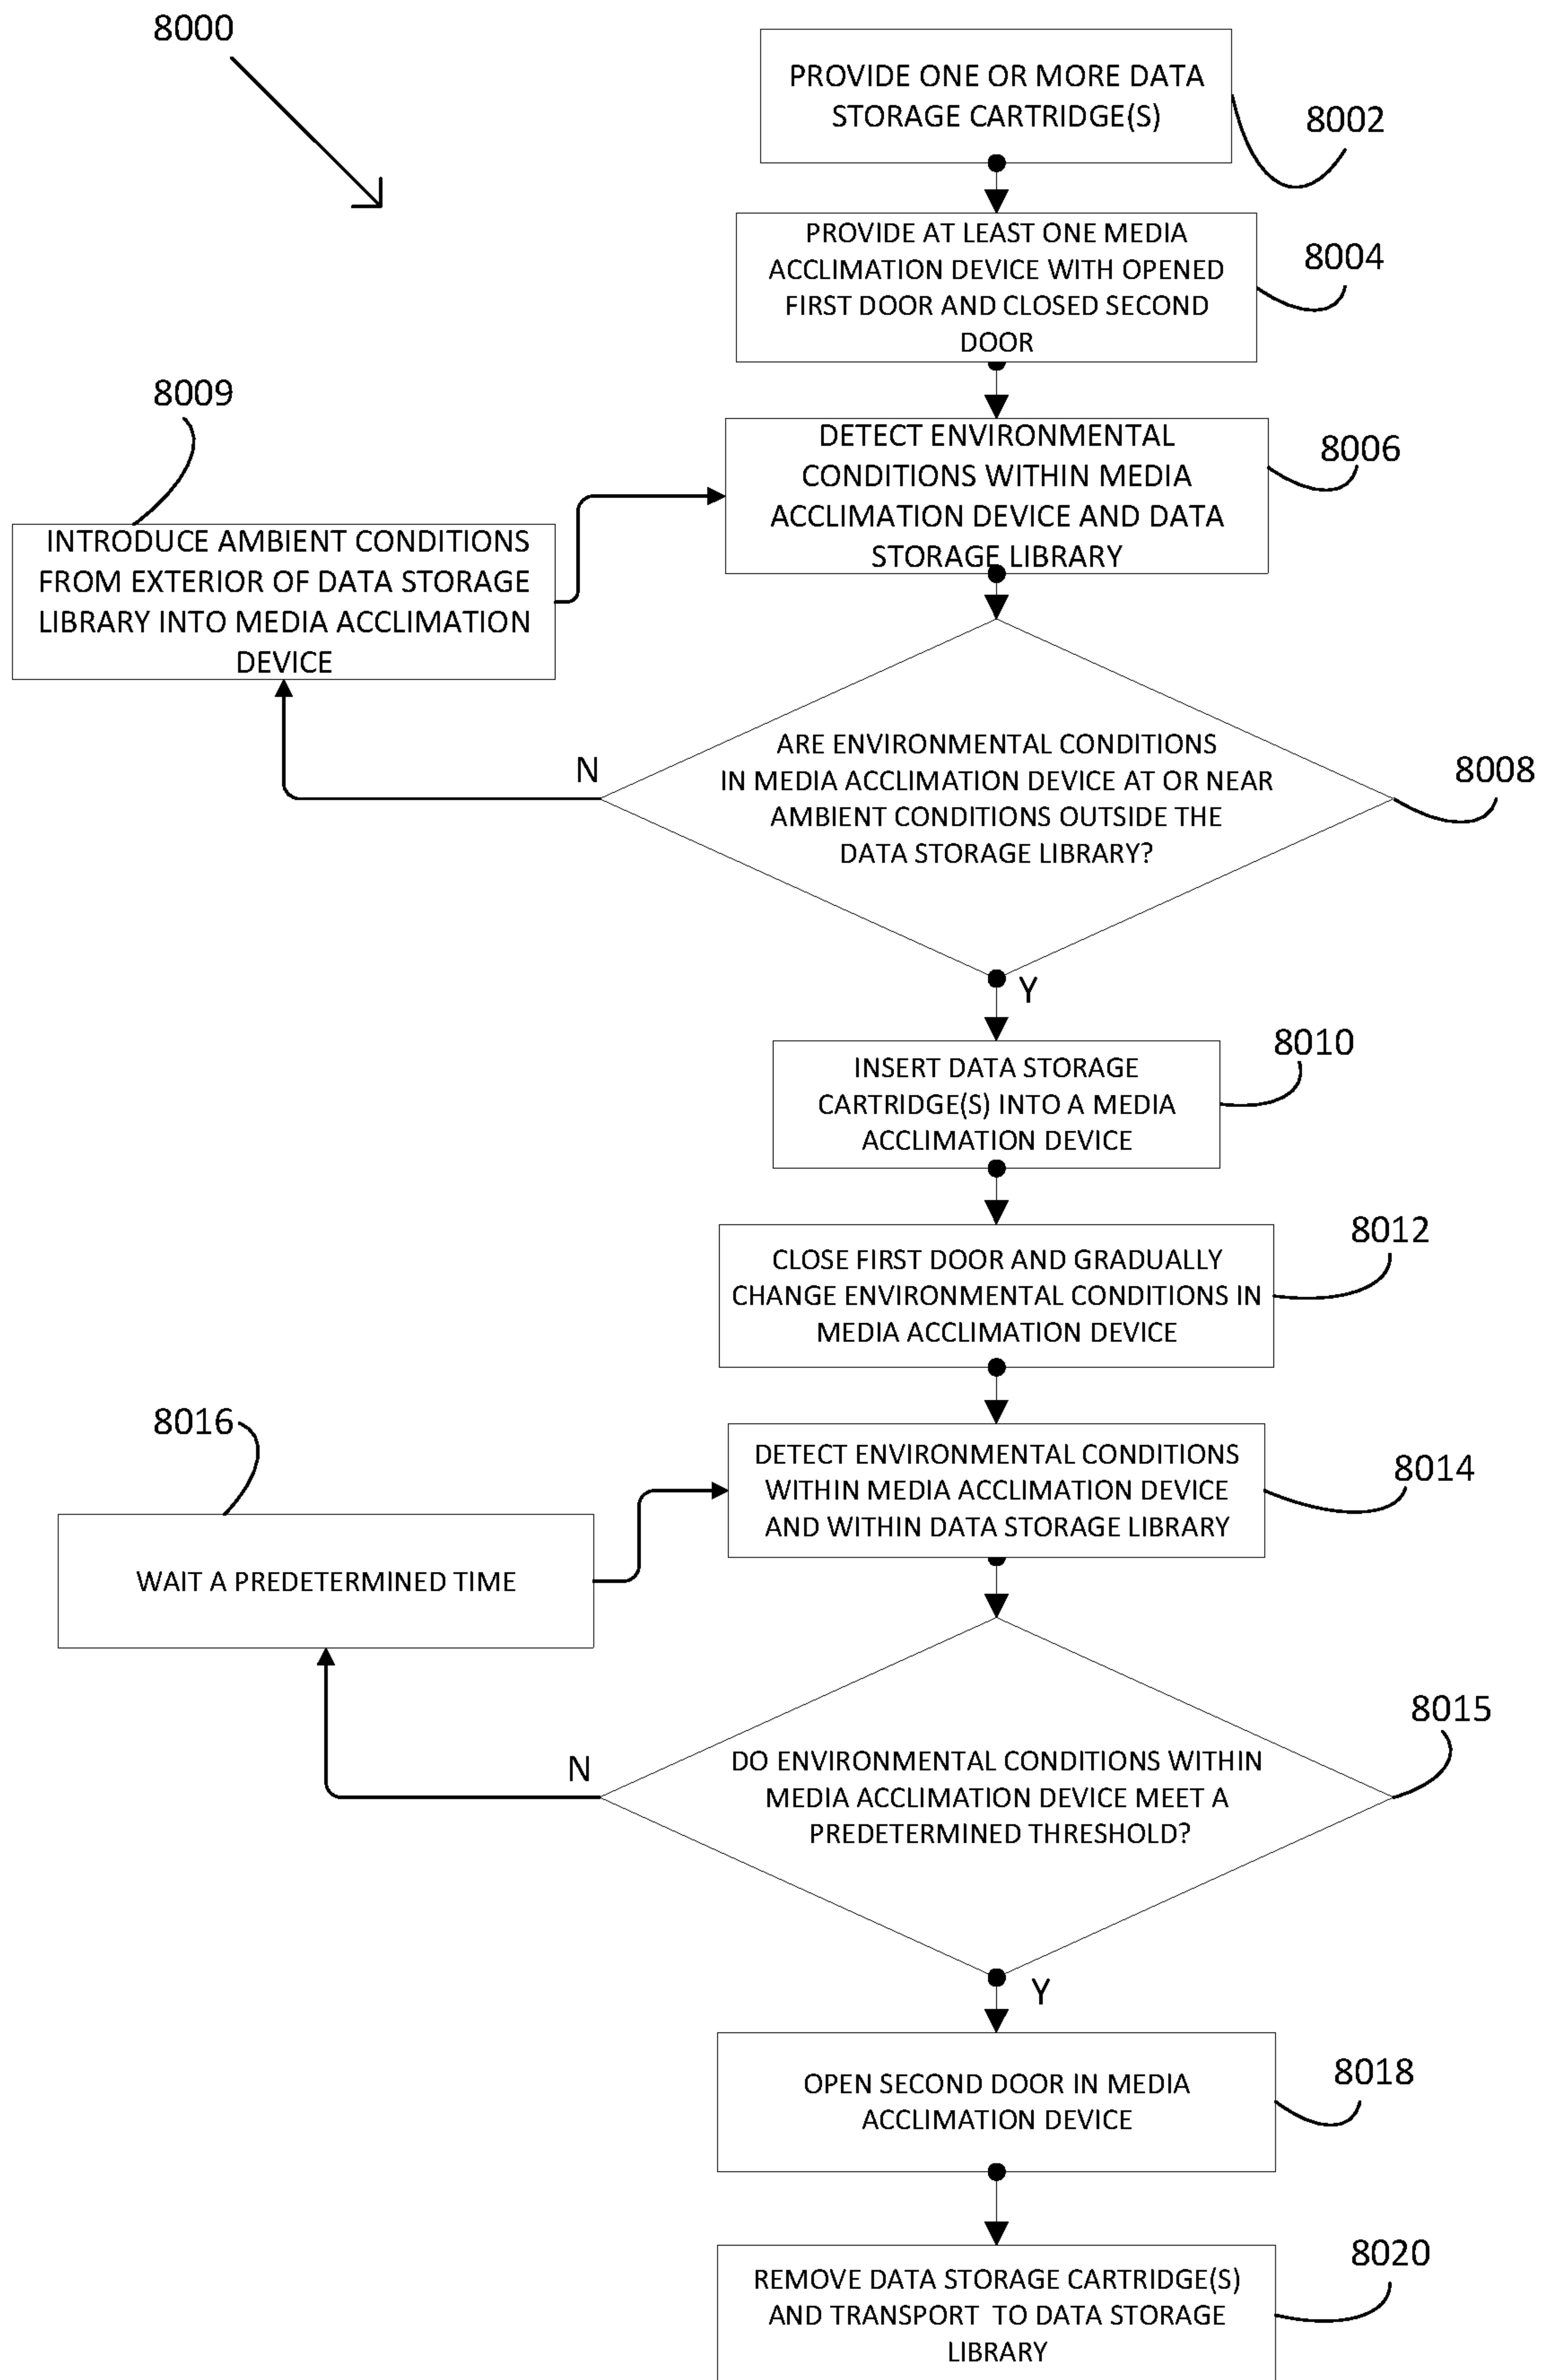 8000
PROVIDE ONE OR MORE DATA
STORAGE CARTRIDGE(S)
8002
PROVIDE AT LEAST ONE MEDIA
ACCLIMATION DEVICE WITH OPENED
FIRST DOOR AND CLOSED SECOND
DOOR
8004
DETECT ENVIRONMENTAL
CONDITIONS WITHIN MEDIA
ACCLIMATION DEVICE AND DATA
STORAGE LIBRARY
8006
8009
INTRODUCE AMBIENT CONDITIONS
FROM EXTERIOR OF DATA STORAGE
LIBRARY INTO MEDIA ACCLIMATION
DEVICE
N
ARE ENVIRONMENTAL CONDITIONS
IN MEDIA ACCLIMATION DEVICE AT OR NEAR
AMBIENT CONDITIONS OUTSIDE THE
DATA STORAGE LIBRARY?
8008
Y
INSERT DATA STORAGE
CARTRIDGE(S) INTO A MEDIA
ACCLIMATION DEVICE
8010
CLOSE FIRST DOOR AND GRADUALLY
CHANGE ENVIRONMENTAL CONDITIONS IN
MEDIA ACCLIMATION DEVICE
8012
DETECT ENVIRONMENTAL CONDITIONS
WITHIN MEDIA ACCLIMATION DEVICE
AND WITHIN DATA STORAGE LIBRARY
8014
8016
WAIT A PREDETERMINED TIME
N
DO ENVIRONMENTAL CONDITIONS WITHIN
MEDIA ACCLIMATION DEVICE MEET A
PREDETERMINED THRESHOLD?
8015
Y
OPEN SECOND DOOR IN MEDIA
ACCLIMATION DEVICE
8018
REMOVE DATA STORAGE CARTRIDGE(S)
AND TRANSPORT TO DATA STORAGE
LIBRARY
8020